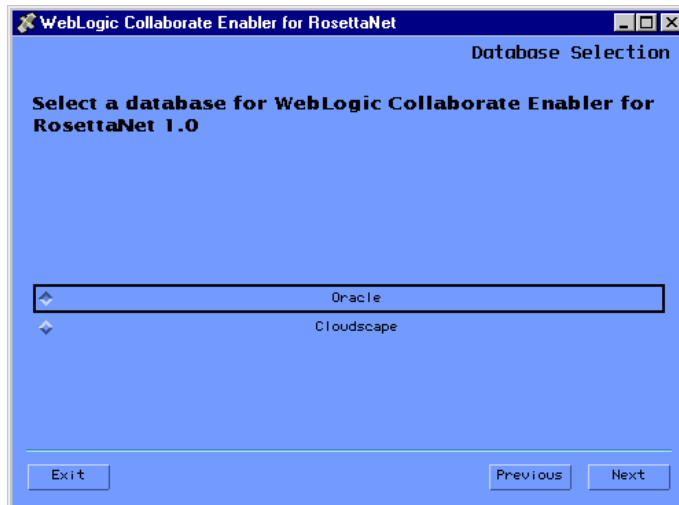 WebLogic Collaborate Enabler for RosettaNet
Database Selection
Select a database for WebLogic Collaborate Enabler for
RosettaNet 1.0
Oracle
Cloudscape
Exit
Previous
Next